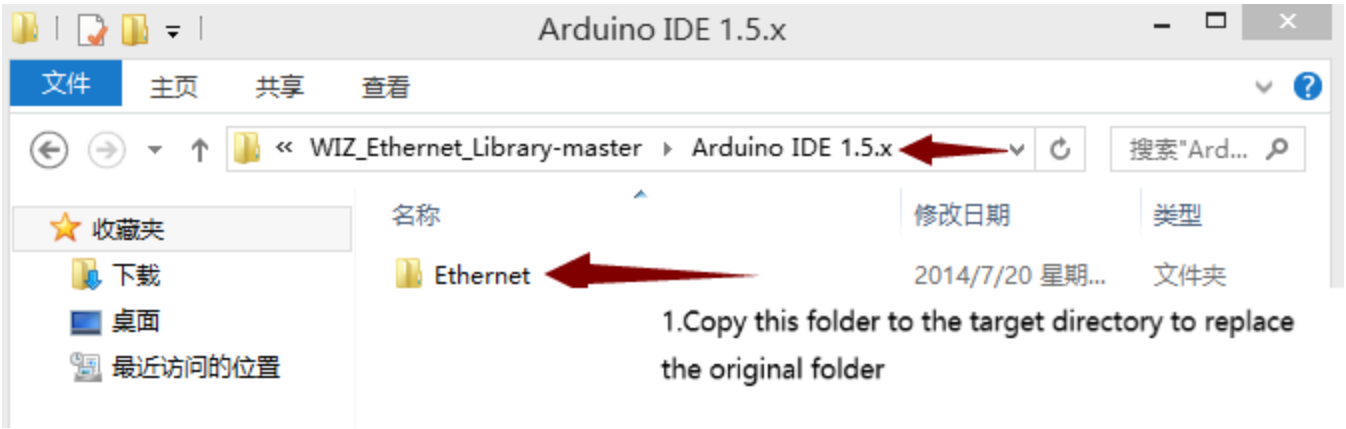 Arduino IDE 1.5.x
文件 主页 共享 查看
« WIZ_Ethernet_Library-master Arduino IDE 1.5.x 搜索"Ard...
名称 修改日期 类型
收藏夹
下载 Ethernet 2014/7/20 星期... 文件夹
桌面
最近访问的位置
1.Copy this folder to the target directory to replace
the original folder